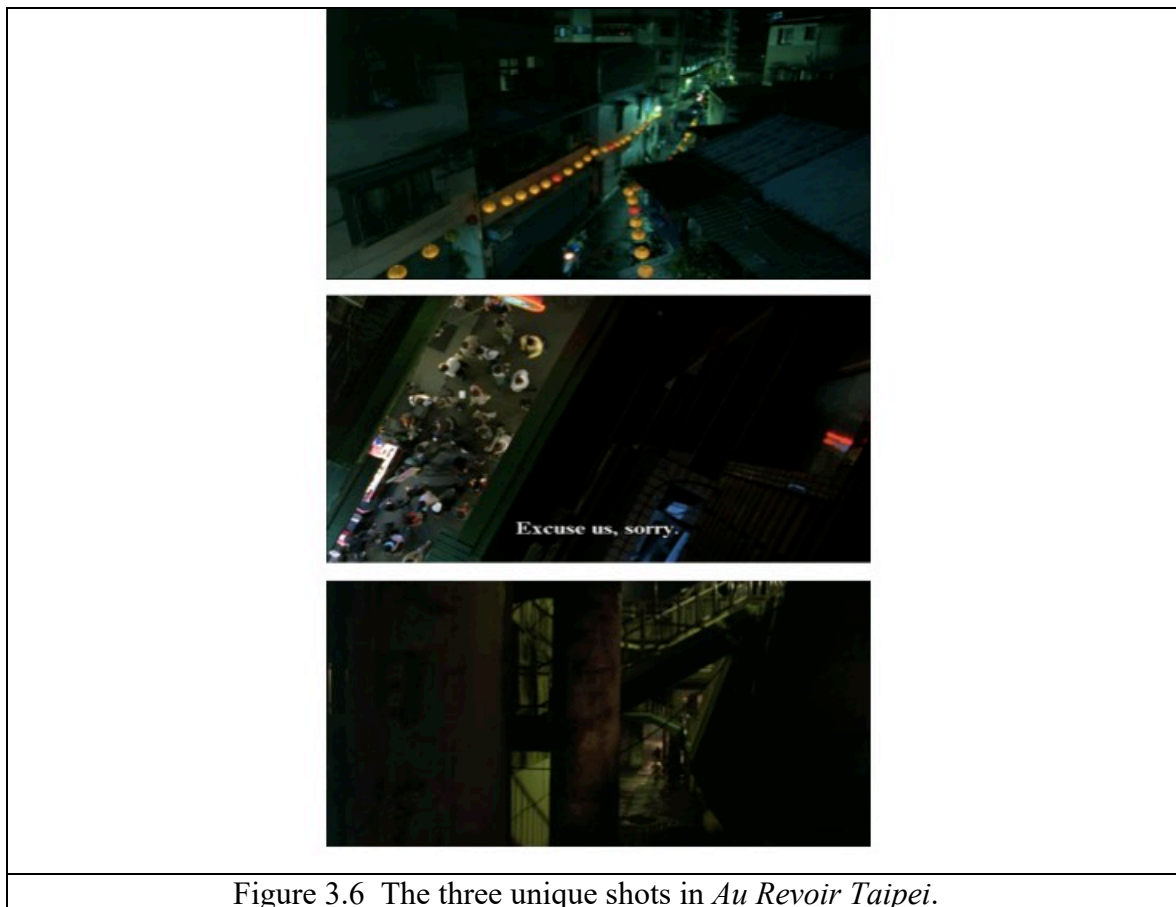 Excuse us, sorry.
Figure 3.6  The three unique shots in Au Revoir Taipei.